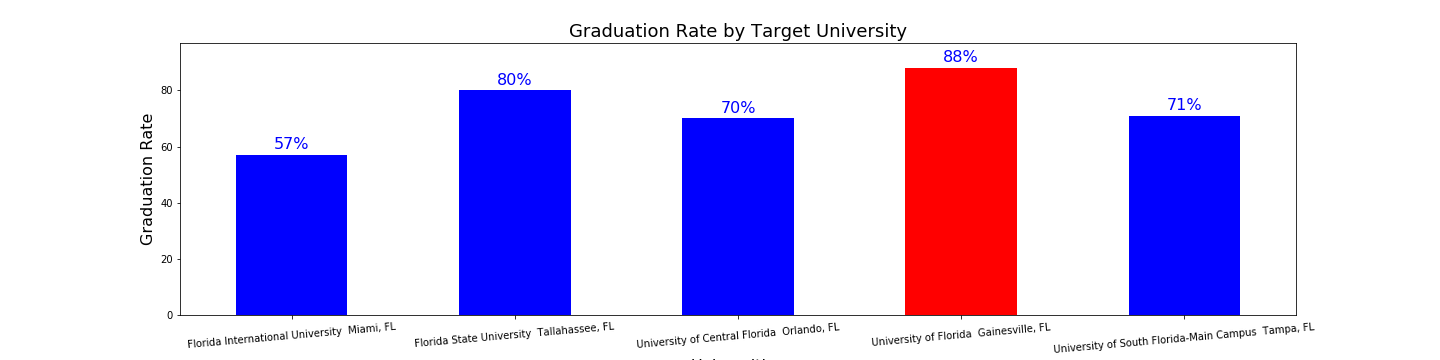 Graduation Rate by Target University
Graduation Rate
80
60
40
20
0
57%
80%
70%
88%
71%
Florida International University  Miami, FL
Florida State University  Tallahassee, FL
University of Central Florida  Orlando, FL
University of Florida  Gainesville, FL
University of South Florida-Main Campus  Tampa, FL